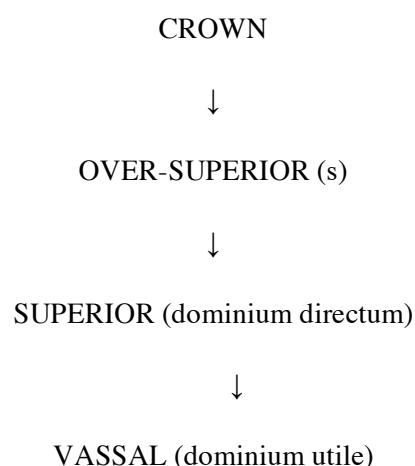 CROWN
↓
OVER-SUPERIOR (s)
↓
SUPERIOR (dominium directum)
↓
VASSAL (dominium utile)